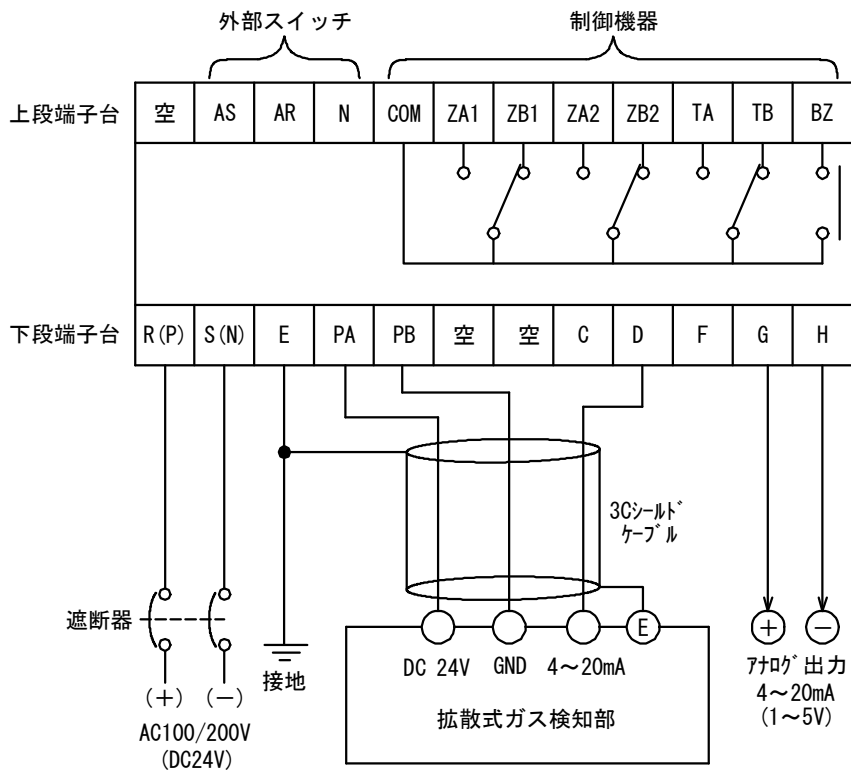 外部スイッチ 制御機器
上段端子台 空 AS AR N COM ZA1 ZB1 ZA2 ZB2 TA TB BZ
下段端子台 R(P) S(N) E PA PB 空 空 C D F G H
3Cｼｰﾙﾄﾞ
ｹｰﾌﾞﾙ
遮断器
接地
(+) (−)
AC100/200V
(DC24V)
E
DC 24V GND 4～20mA
拡散式ガス検知部
+ −
ｱﾅﾛｸﾞ出力
4～20mA
(1～5V)